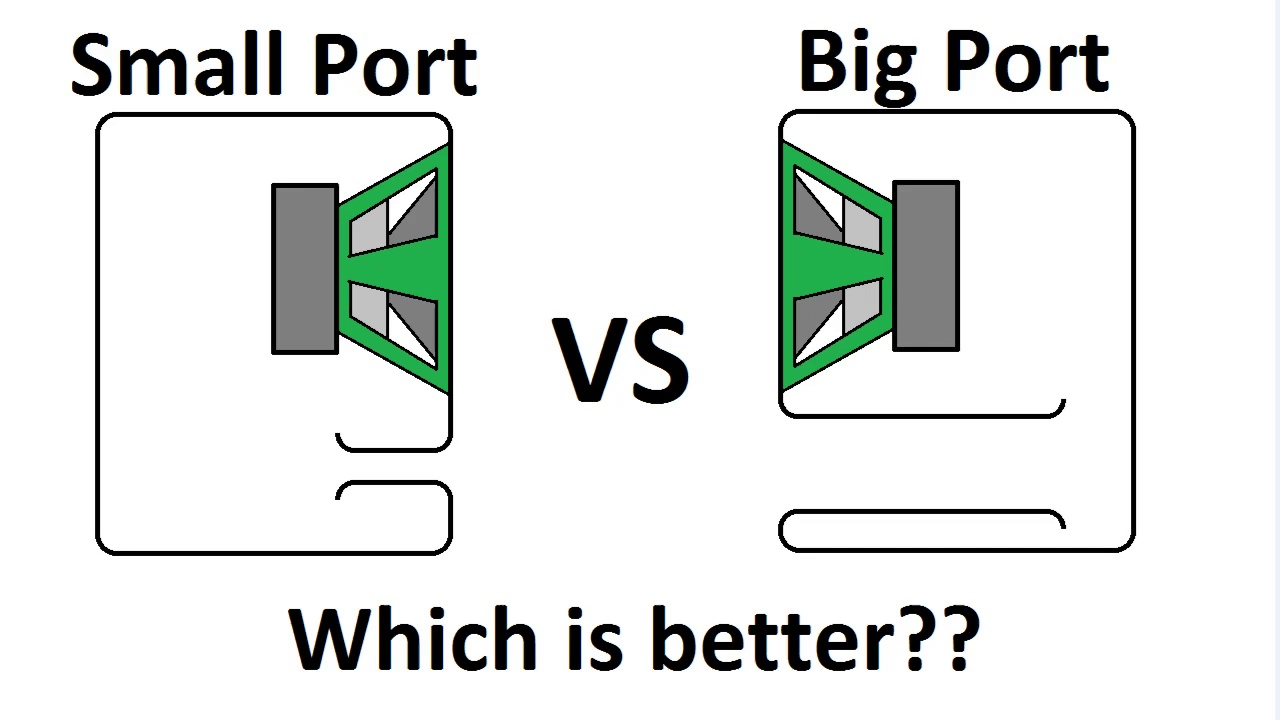 Small Port
Big Port
VS
Which is better??